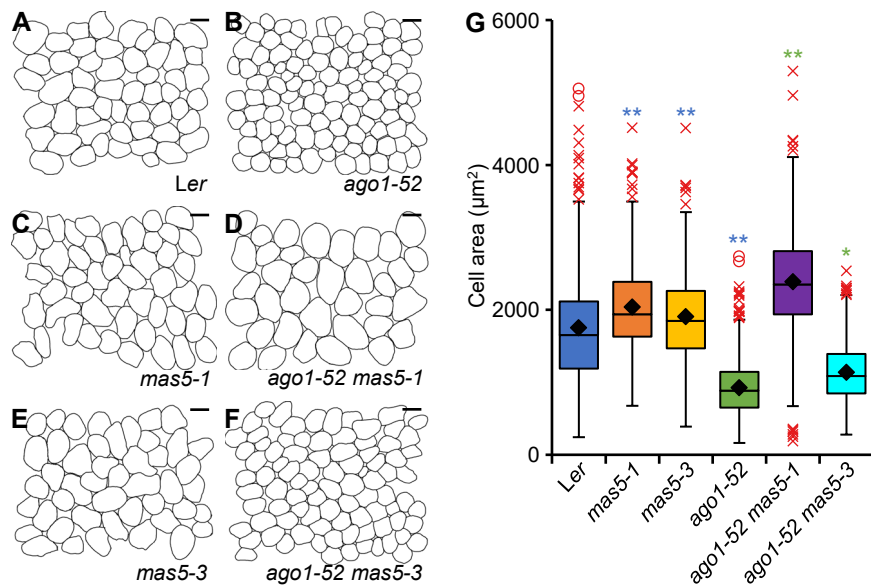 A
B
Ler
ago1-52
C
D
mas5-1
ago1-52 mas5-1
E
F
mas5-3
ago1-52 mas5-3
G
6000
4000
2000
0
Cell area (µm²)
**
**
**
**
*
Ler
mas5-1
mas5-3
ago1-52
ago1-52 mas5-1
ago1-52 mas5-3